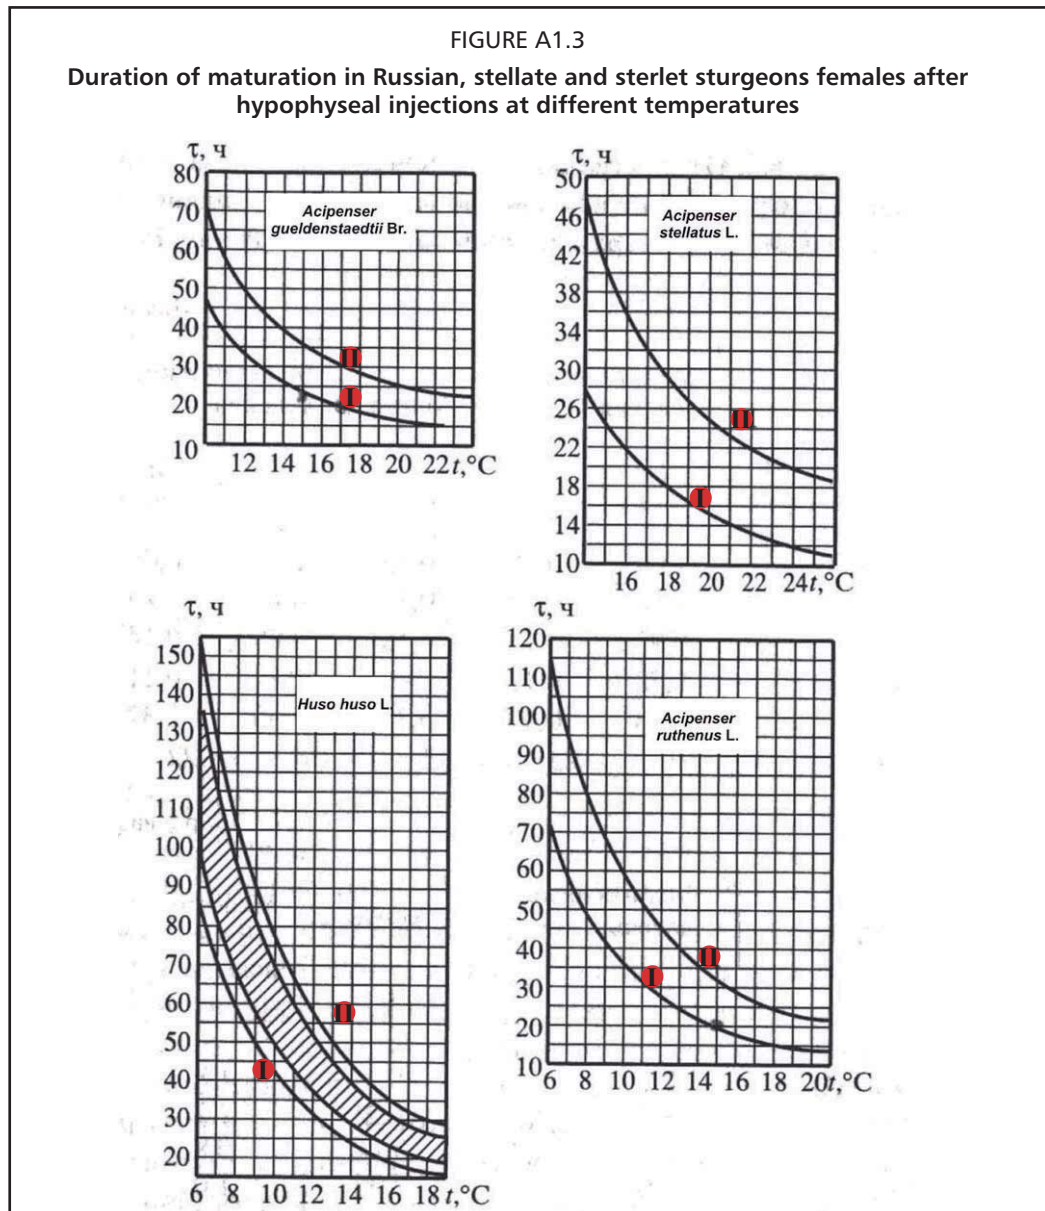 FIGURE A1.3
Duration of maturation in Russian, stellate and sterlet sturgeons females after
hypophyseal injections at different temperatures
τ, ч
80
70
60
50
40
30
20
10
Acipenser
gueldenstaedtii Br.
II
I
12 14 16 18 20 22 t,°C
τ, ч
50
46
42
38
34
30
26
22
18
14
10
Acipenser
stellatus L.
II
I
16 18 20 22 24 t,°C
τ, ч
150
140
130
120
110
100
90
80
70
60
50
40
30
20
Huso huso L.
II
I
6 8 10 12 14 16 18 t,°C
τ, ч
120
110
100
90
80
70
60
50
40
30
20
10
Acipenser
ruthenus L.
II
I
6 8 10 12 14 16 18 20 t,°C